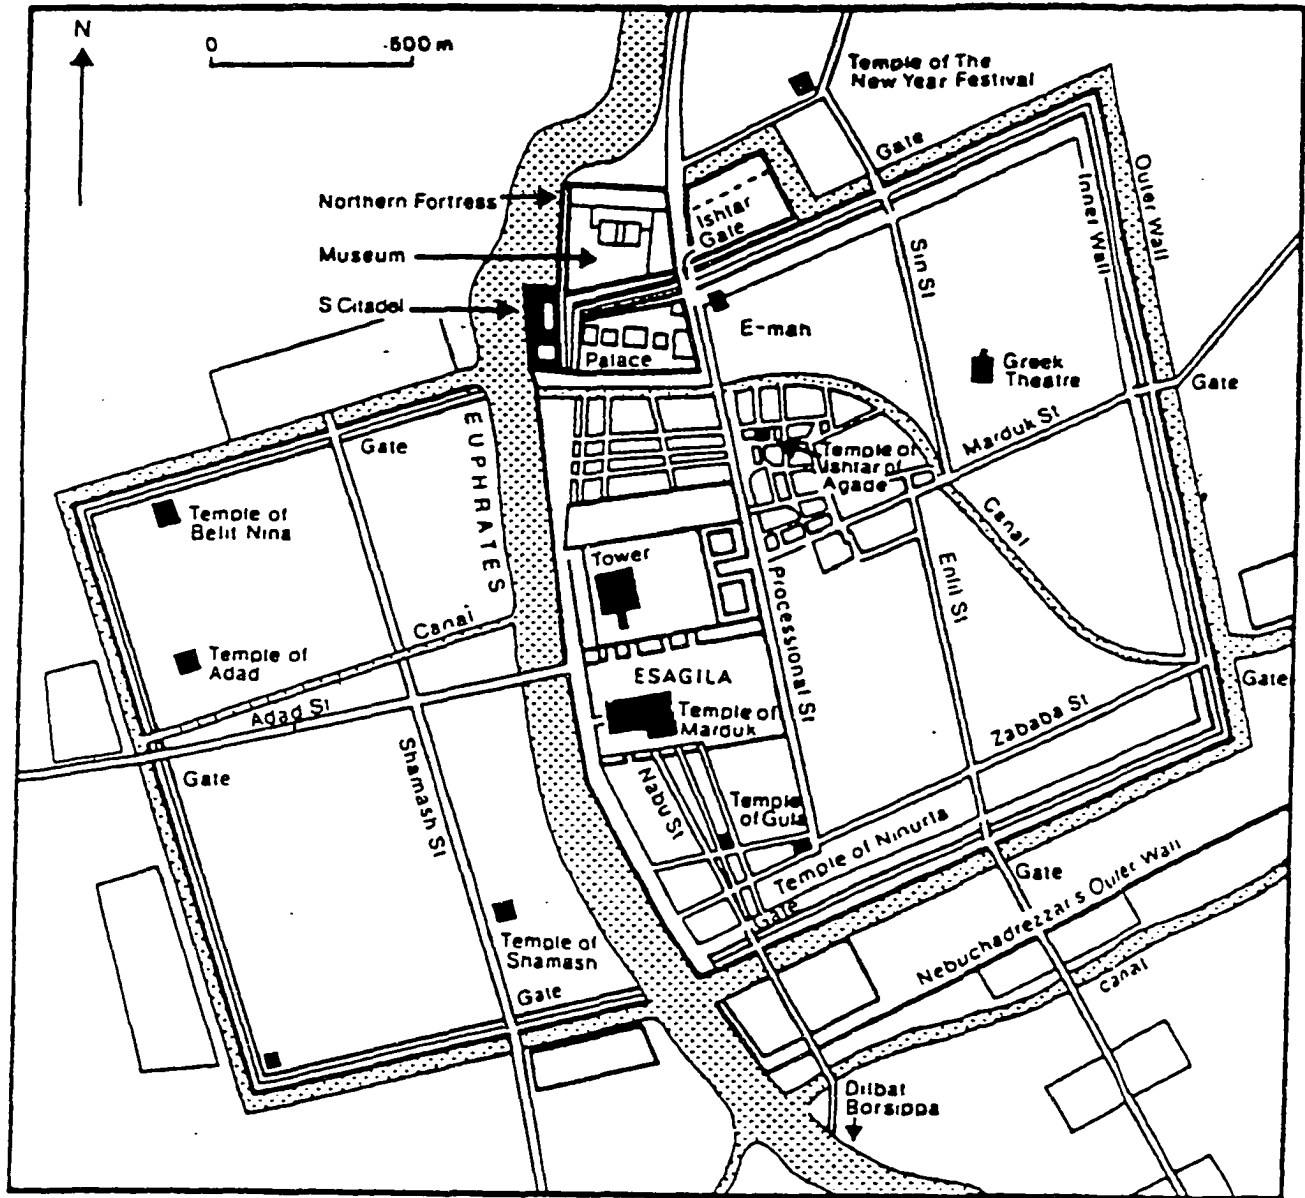 N
0 500 m
Temple of The
New Year Festival
Gate
Outer Wall
Inner Wall
Northern Fortress
Ishtar
Gate
Museum
Sin St
S Citadel
E-mah
Palace
Greek
Theatre
Gate
Marduk St
Gate
EUPHRATES
Temple of
Ishtar of
Agade
Canal
Temple of
Belit Nina
Tower
Processional St
Enlil St
Canal
Temple of
Adad
ESAGILA
Gate
Adad St
Temple of
Marduk
Zababa St
Gate
Shamash St
Nabu St
Temple
of Gula
Temple of Ninurta
Gate
Gate
Nebuchadrezzar s Outer Wall
Temple of
Shamash
Canal
Gate
Dilbat
Borsippa